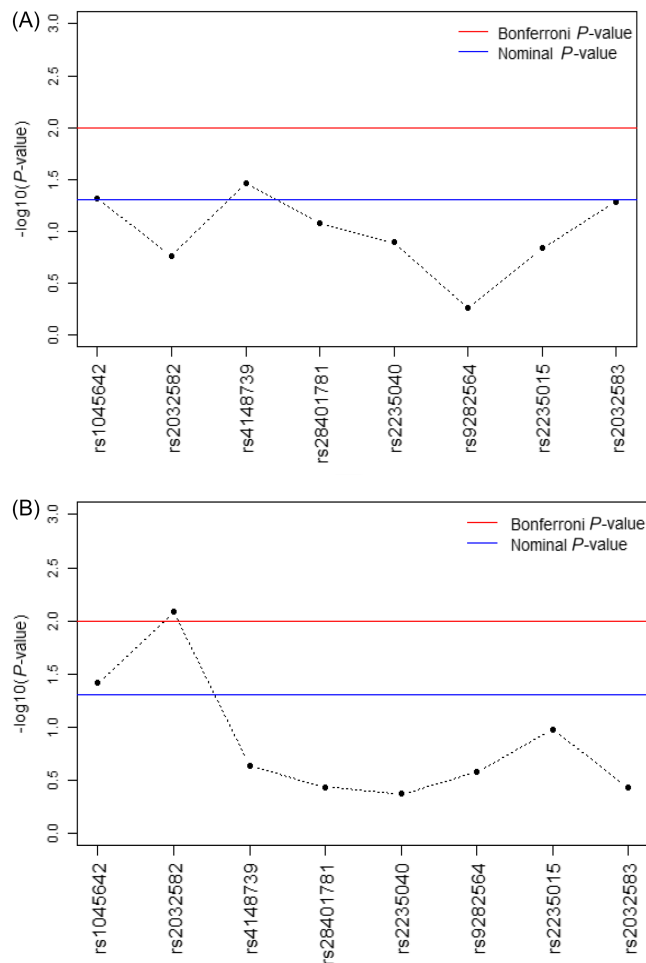 (A)
Bonferroni P-value
Nominal P-value
-log10(P-value)
3.0
2.5
2.0
1.5
1.0
0.5
0.0
rs1045642
rs2032582
rs4148739
rs28401781
rs2235040
rs9282564
rs2235015
rs2032583
(B)
Bonferroni P-value
Nominal P-value
-log10(P-value)
3.0
2.5
2.0
1.5
1.0
0.5
0.0
rs1045642
rs2032582
rs4148739
rs28401781
rs2235040
rs9282564
rs2235015
rs2032583